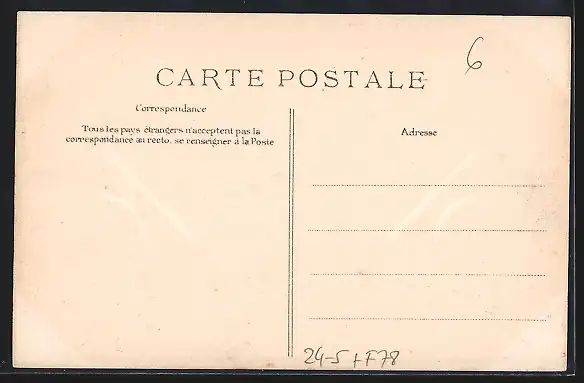 6
CARTE POSTALE
Correspondance
Tous les pays étrangers n'acceptent pas la
correspondance au recto, se renseigner à la Poste
Adresse
24-5 + F78